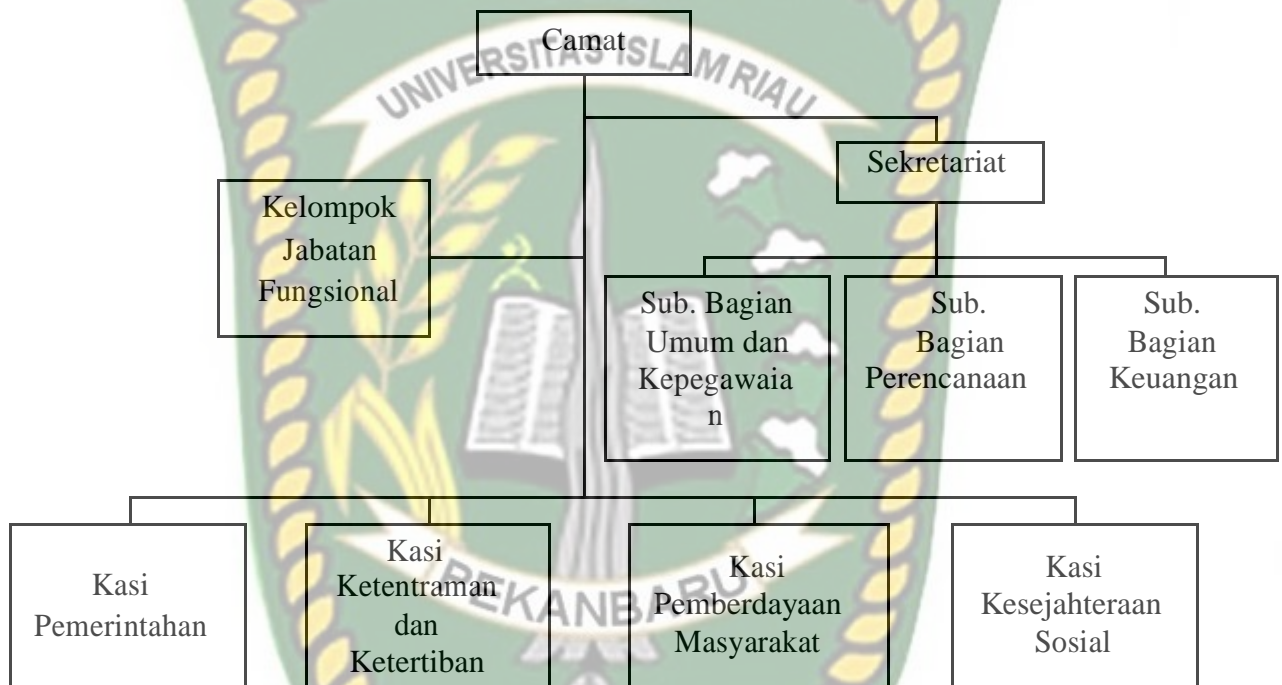 Camat
UNIVERSITAS ISLAM RIAU
Sekretariat
Kelompok
Jabatan
Fungsional
Sub. Bagian
Umum dan
Kepegawaia
n
Sub.
Bagian
Perencanaan
Sub.
Bagian
Keuangan
Kasi
Pemerintahan
Kasi
Ketentraman
dan
Ketertiban
Kasi
Pemberdayaan
Masyarakat
Kasi
Kesejahteraan
Sosial
PEKANBARU